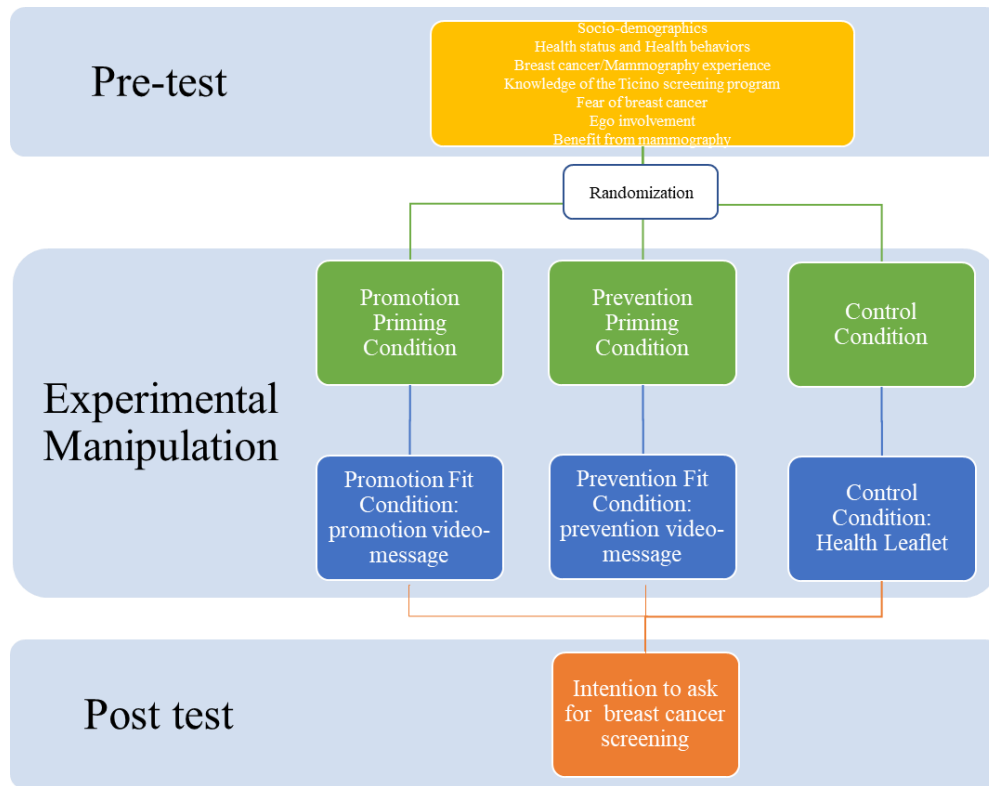 Pre-test
Socio-demographics
Health status and Health behaviors
Breast cancer/Mammography experience
Knowledge of the Ticino screening program
Fear of breast cancer
Ego involvement
Benefit from mammography
Randomization
Experimental
Manipulation
Promotion
Priming
Condition
Prevention
Priming
Condition
Control
Condition
Promotion Fit
Condition:
promotion video-
message
Prevention Fit
Condition:
prevention video-
message
Control
Condition:
Health Leaflet
Post test
Intention to ask
for breast cancer
screening